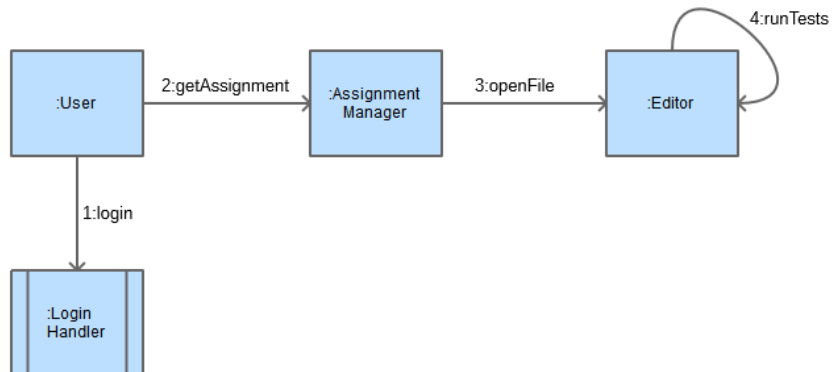 4:runTests
2:getAssignment
3:openFile
:User
:Assignment
Manager
:Editor
1:login
:Login
Handler